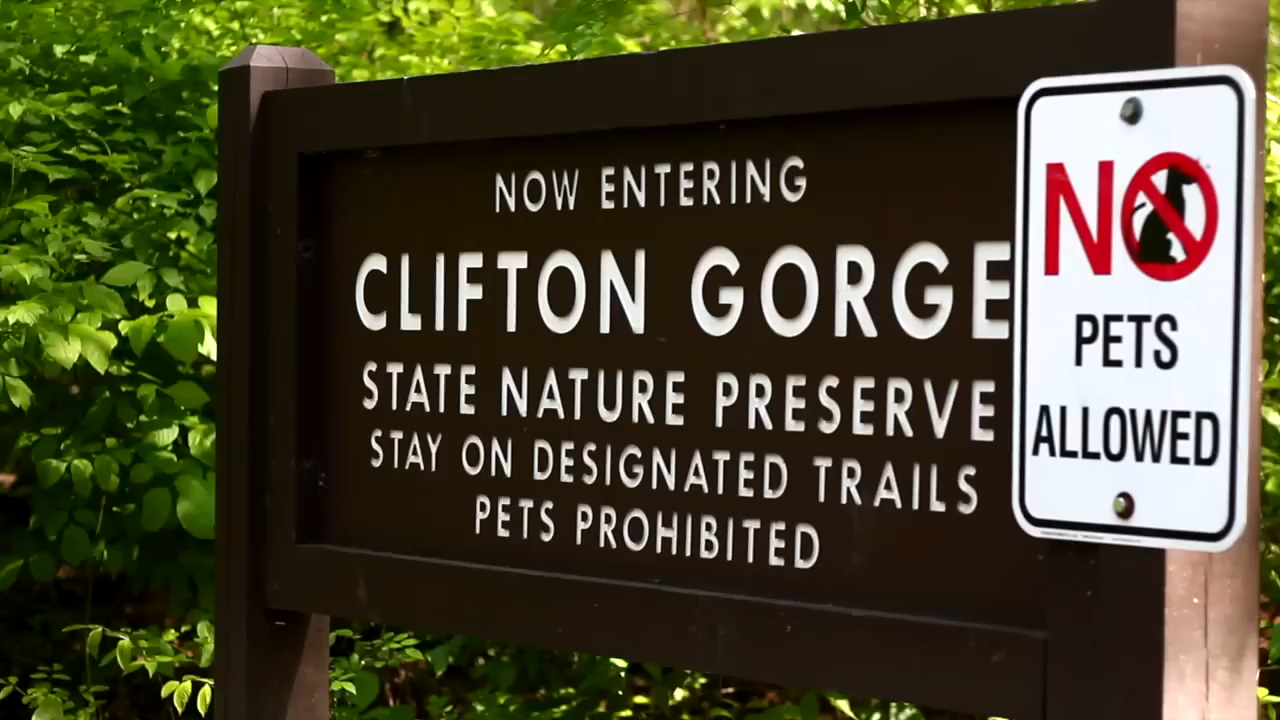 NOW ENTERING
CLIFTON GORGE
STATE NATURE PRESERVE
STAY ON DESIGNATED TRAILS
PETS PROHIBITED
NO
PETS
ALLOWED